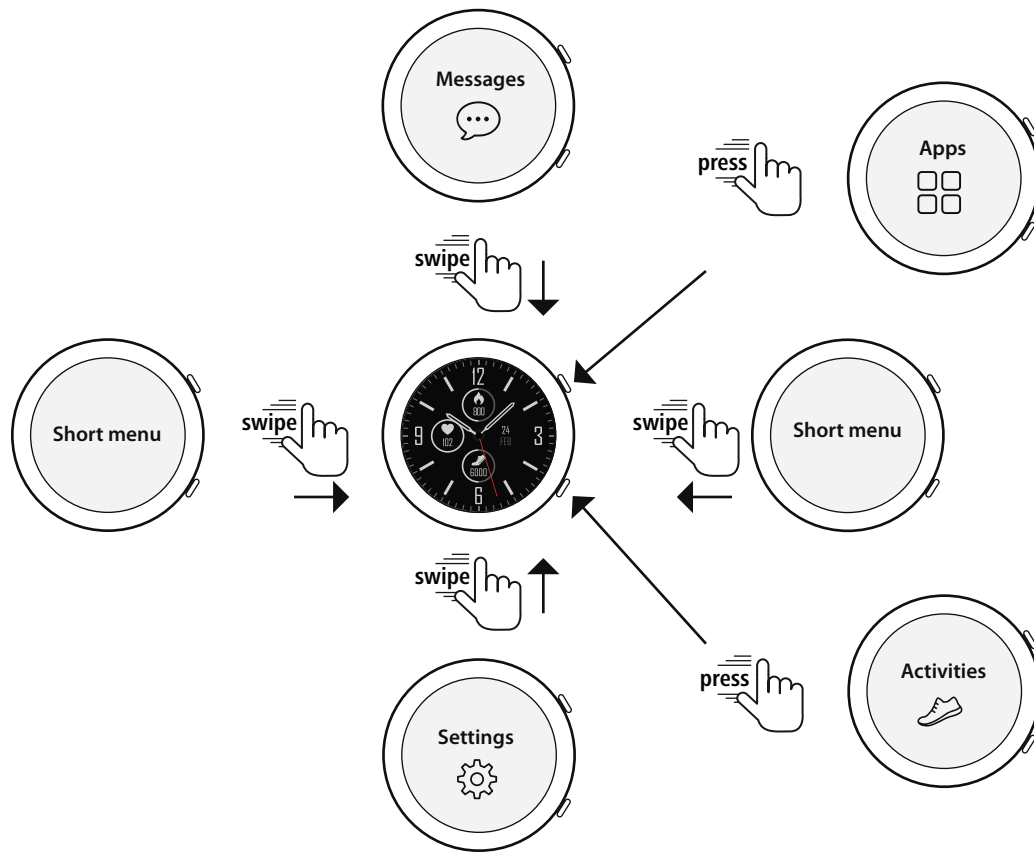 Messages
press
Apps
swipe
Short menu
swipe
12
800
9
102
24
FEB
3
6000
6
swipe
Short menu
swipe
Settings
press
Activities